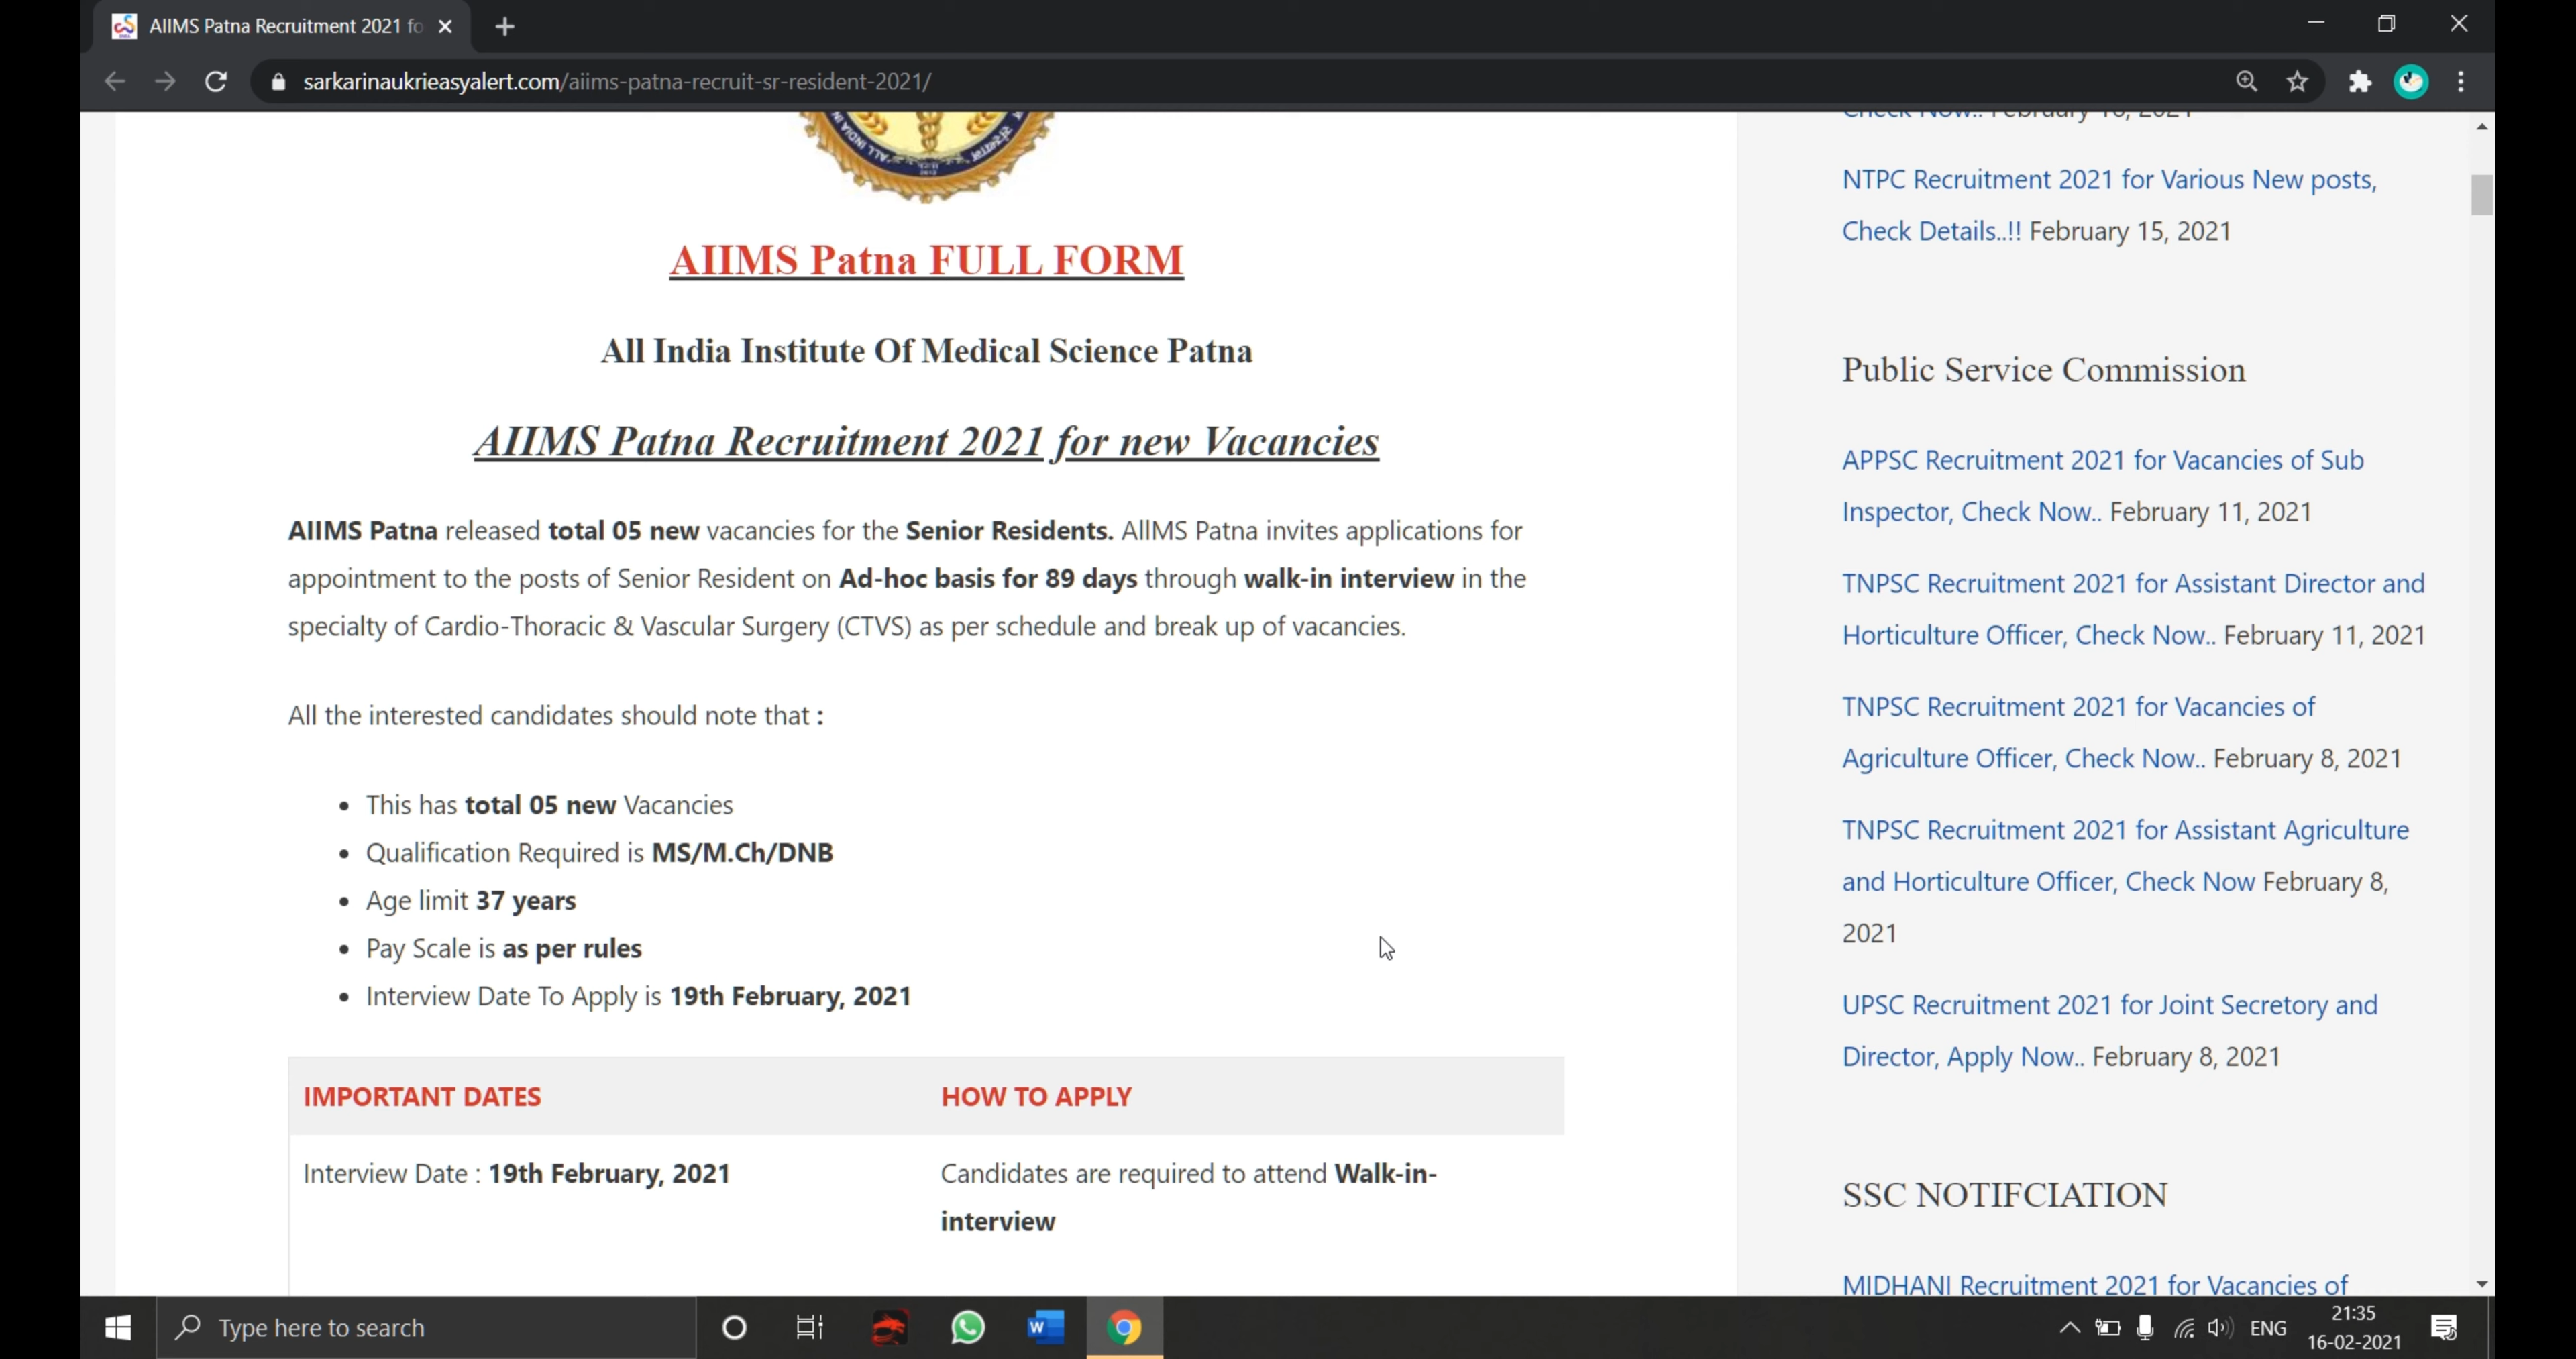 AIIMS Patna Recruitment 2021 fo
sarkarinaukrieasyalert.com/aiims-patna-recruit-sr-resident-2021/
AIIMS Patna FULL FORM
All India Institute Of Medical Science Patna
AIIMS Patna Recruitment 2021 for new Vacancies
AIIMS Patna released total 05 new vacancies for the Senior Residents. AllMS Patna invites applications for
appointment to the posts of Senior Resident on Ad-hoc basis for 89 days through walk-in interview in the
specialty of Cardio-Thoracic & Vascular Surgery (CTVS) as per schedule and break up of vacancies.
All the interested candidates should note that :
• This has total 05 new Vacancies
• Qualification Required is MS/M.Ch/DNB
• Age limit 37 years
• Pay Scale is as per rules
• Interview Date To Apply is 19th February, 2021
IMPORTANT DATES
HOW TO APPLY
Interview Date : 19th February, 2021
Candidates are required to attend Walk-in-
interview
Check Now.. February 16, 2021
NTPC Recruitment 2021 for Various New posts,
Check Details..!! February 15, 2021
Public Service Commission
APPSC Recruitment 2021 for Vacancies of Sub
Inspector, Check Now.. February 11, 2021
TNPSC Recruitment 2021 for Assistant Director and
Horticulture Officer, Check Now.. February 11, 2021
TNPSC Recruitment 2021 for Vacancies of
Agriculture Officer, Check Now.. February 8, 2021
TNPSC Recruitment 2021 for Assistant Agriculture
and Horticulture Officer, Check Now February 8,
2021
UPSC Recruitment 2021 for Joint Secretory and
Director, Apply Now.. February 8, 2021
SSC NOTIFCIATION
MIDHANI Recruitment 2021 for Vacancies of
Type here to search
ENG
21:35
16-02-2021